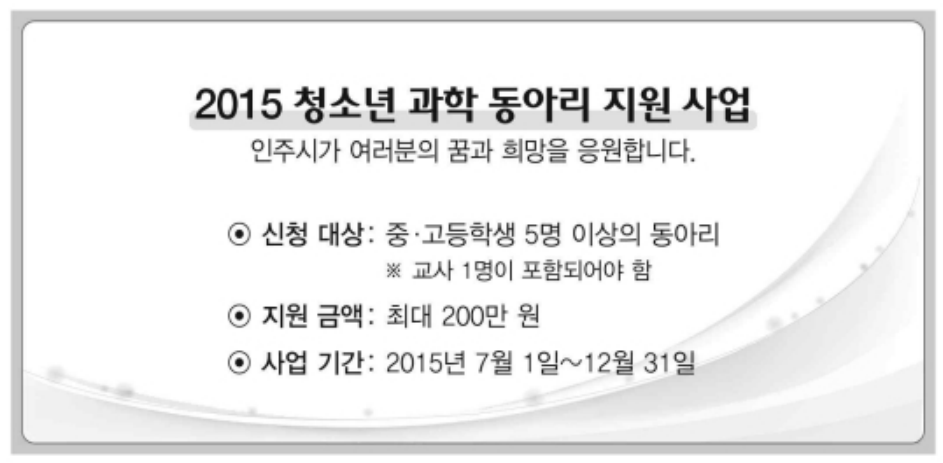 2015 청소년 과학 동아리 지원 사업
인주시가 여러분의 꿈과 희망을 응원합니다.
⊙ 신청 대상: 중·고등학생 5명 이상의 동아리
※ 교사 1명이 포함되어야 함
⊙ 지원 금액: 최대 200만 원
⊙ 사업 기간: 2015년 7월 1일~12월 31일